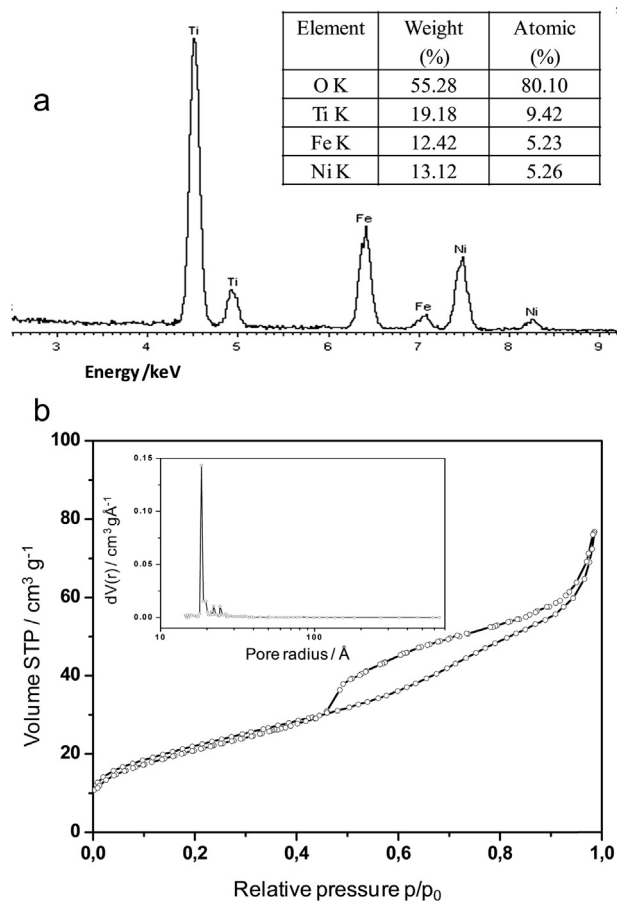 Element Weight (%) Atomic (%)
O K 55.28 80.10
Ti K 19.18 9.42
Fe K 12.42 5.23
Ni K 13.12 5.26
a
Ti
Ti
Fe
Fe
Ni
Ni
3 4 5 6 7 8 9
Energy /keV
b
100
80
60
40
20
0
Volume STP / cm³ g⁻¹
0.15
0.10
0.05
0.00
dV(r) / cm³ gÅ⁻¹
10 100
Pore radius / Å
0,0 0,2 0,4 0,6 0,8 1,0
Relative pressure p/p₀